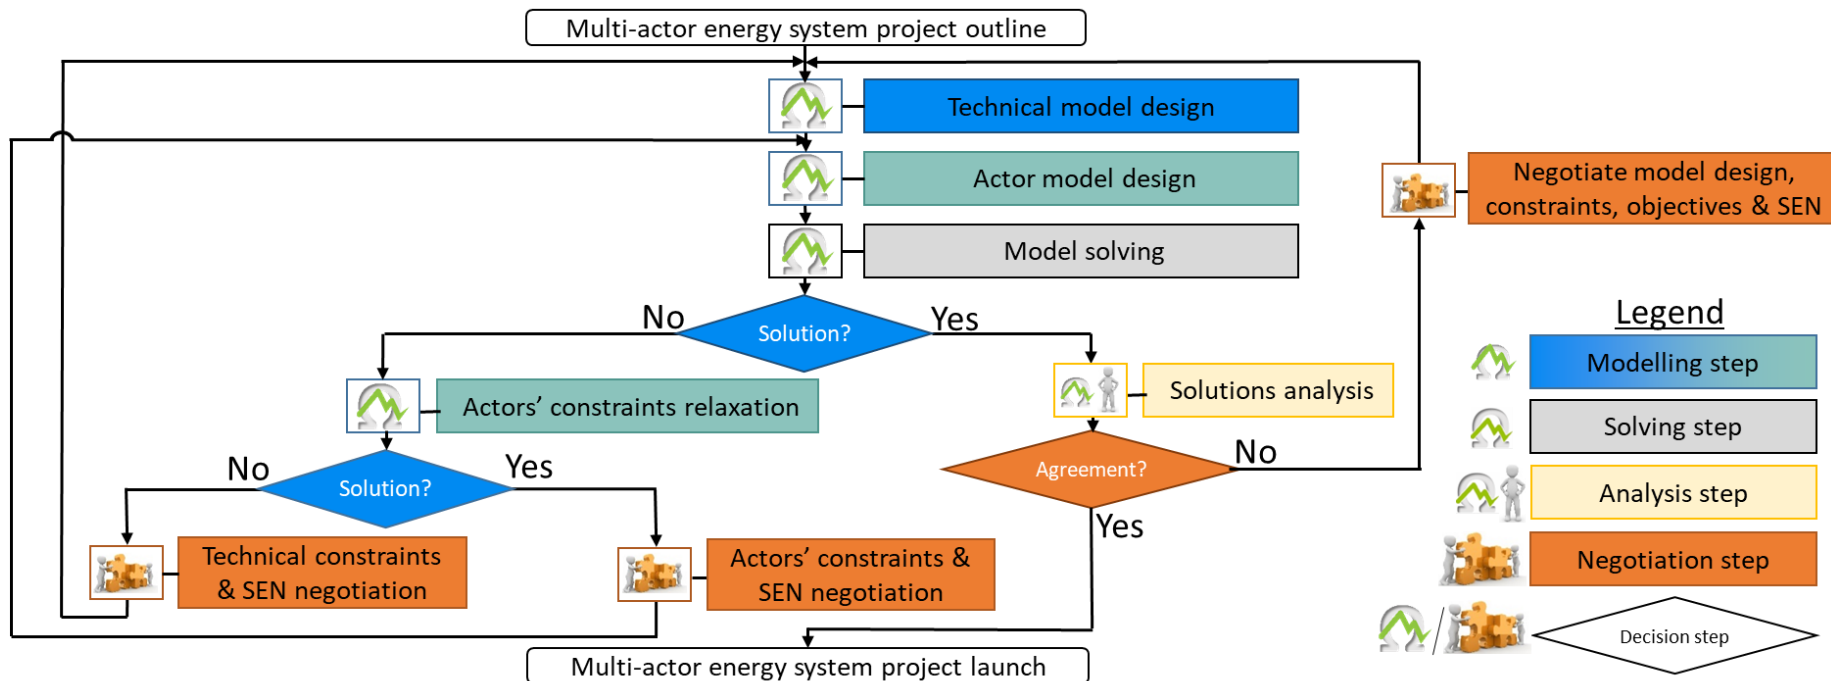 Multi-actor energy system project outline
Technical model design
Actor model design
Negotiate model design,
constraints, objectives & SEN
Model solving
No
Solution?
Yes
Legend
Modelling step
Solutions analysis
Actors’ constraints relaxation
Solving step
No
Solution?
Yes
Agreement?
No
Analysis step
Yes
Technical constraints
& SEN negotiation
Actors’ constraints &
SEN negotiation
Negotiation step
/
Decision step
Multi-actor energy system project launch